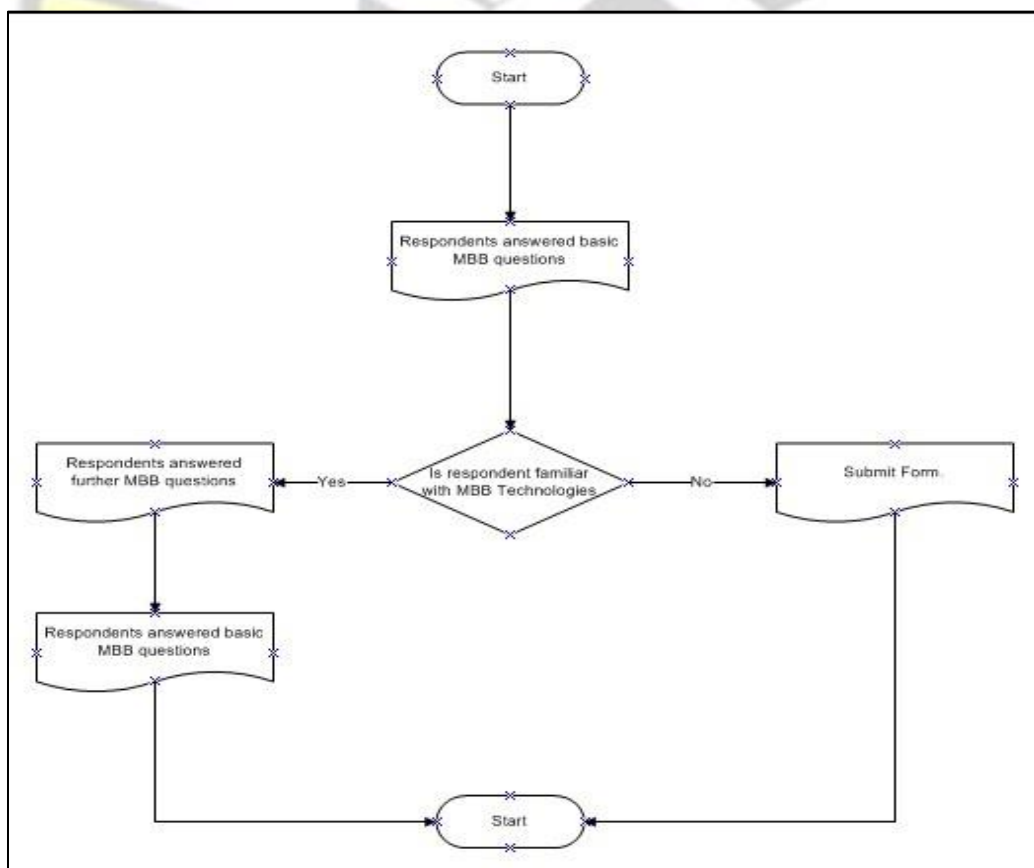 Start
Respondents answered basic
MBB questions
Is respondent familiar
with MBB Technologies
Yes
No
Respondents answered
further MBB questions
Submit Form.
Respondents answered basic
MBB questions
Start